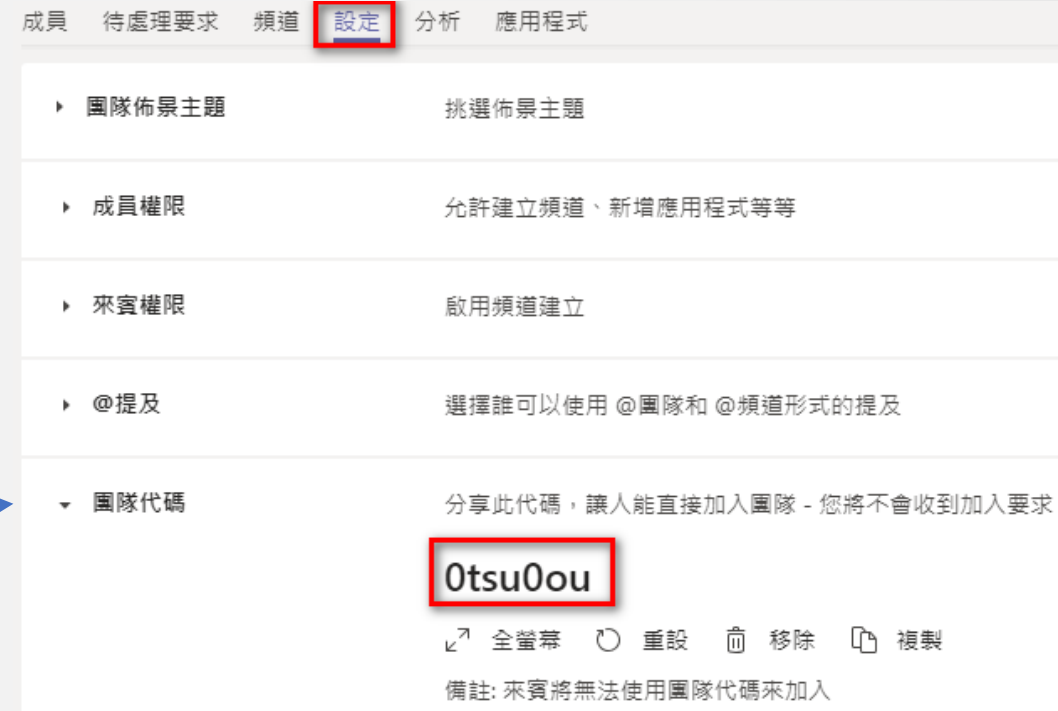 成員 待處理要求 頻道 設定 分析 應用程式
團隊佈景主題 挑選佈景主題
成員權限 允許建立頻道、新增應用程式等等
來賓權限 啟用頻道建立
@提及 選擇誰可以使用 @團隊和 @頻道形式的提及
團隊代碼 分享此代碼，讓人能直接加入團隊 - 您將不會收到加入要求
0tsu0ou
全螢幕 重設 移除 複製
備註: 來賓將無法使用團隊代碼來加入